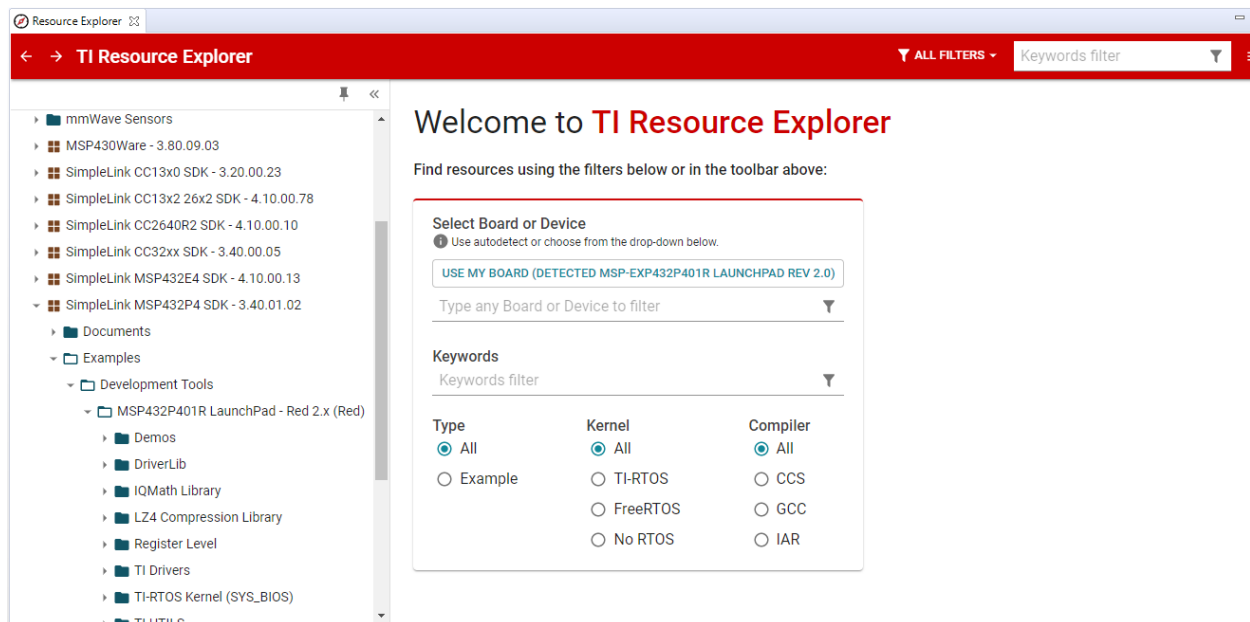 Resource Explorer
TI Resource Explorer
ALL FILTERS
Keywords filter
mmWave Sensors
MSP430Ware - 3.80.09.03
SimpleLink CC13x0 SDK - 3.20.00.23
SimpleLink CC13x2 26x2 SDK - 4.10.00.78
SimpleLink CC2640R2 SDK - 4.10.00.10
SimpleLink CC32xx SDK - 3.40.00.05
SimpleLink MSP432E4 SDK - 4.10.00.13
SimpleLink MSP432P4 SDK - 3.40.01.02
Documents
Examples
Development Tools
MSP432P401R LaunchPad - Red 2.x (Red)
Demos
DriverLib
IQMath Library
LZ4 Compression Library
Register Level
TI Drivers
TI-RTOS Kernel (SYS_BIOS)
TI UTILS
Welcome to TI Resource Explorer
Find resources using the filters below or in the toolbar above:
Select Board or Device
Use autodetect or choose from the drop-down below.
USE MY BOARD (DETECTED MSP-EXP432P401R LAUNCHPAD REV 2.0)
Type any Board or Device to filter
Keywords
Keywords filter
Type
All
Example
Kernel
All
TI-RTOS
FreeRTOS
No RTOS
Compiler
All
CCS
GCC
IAR